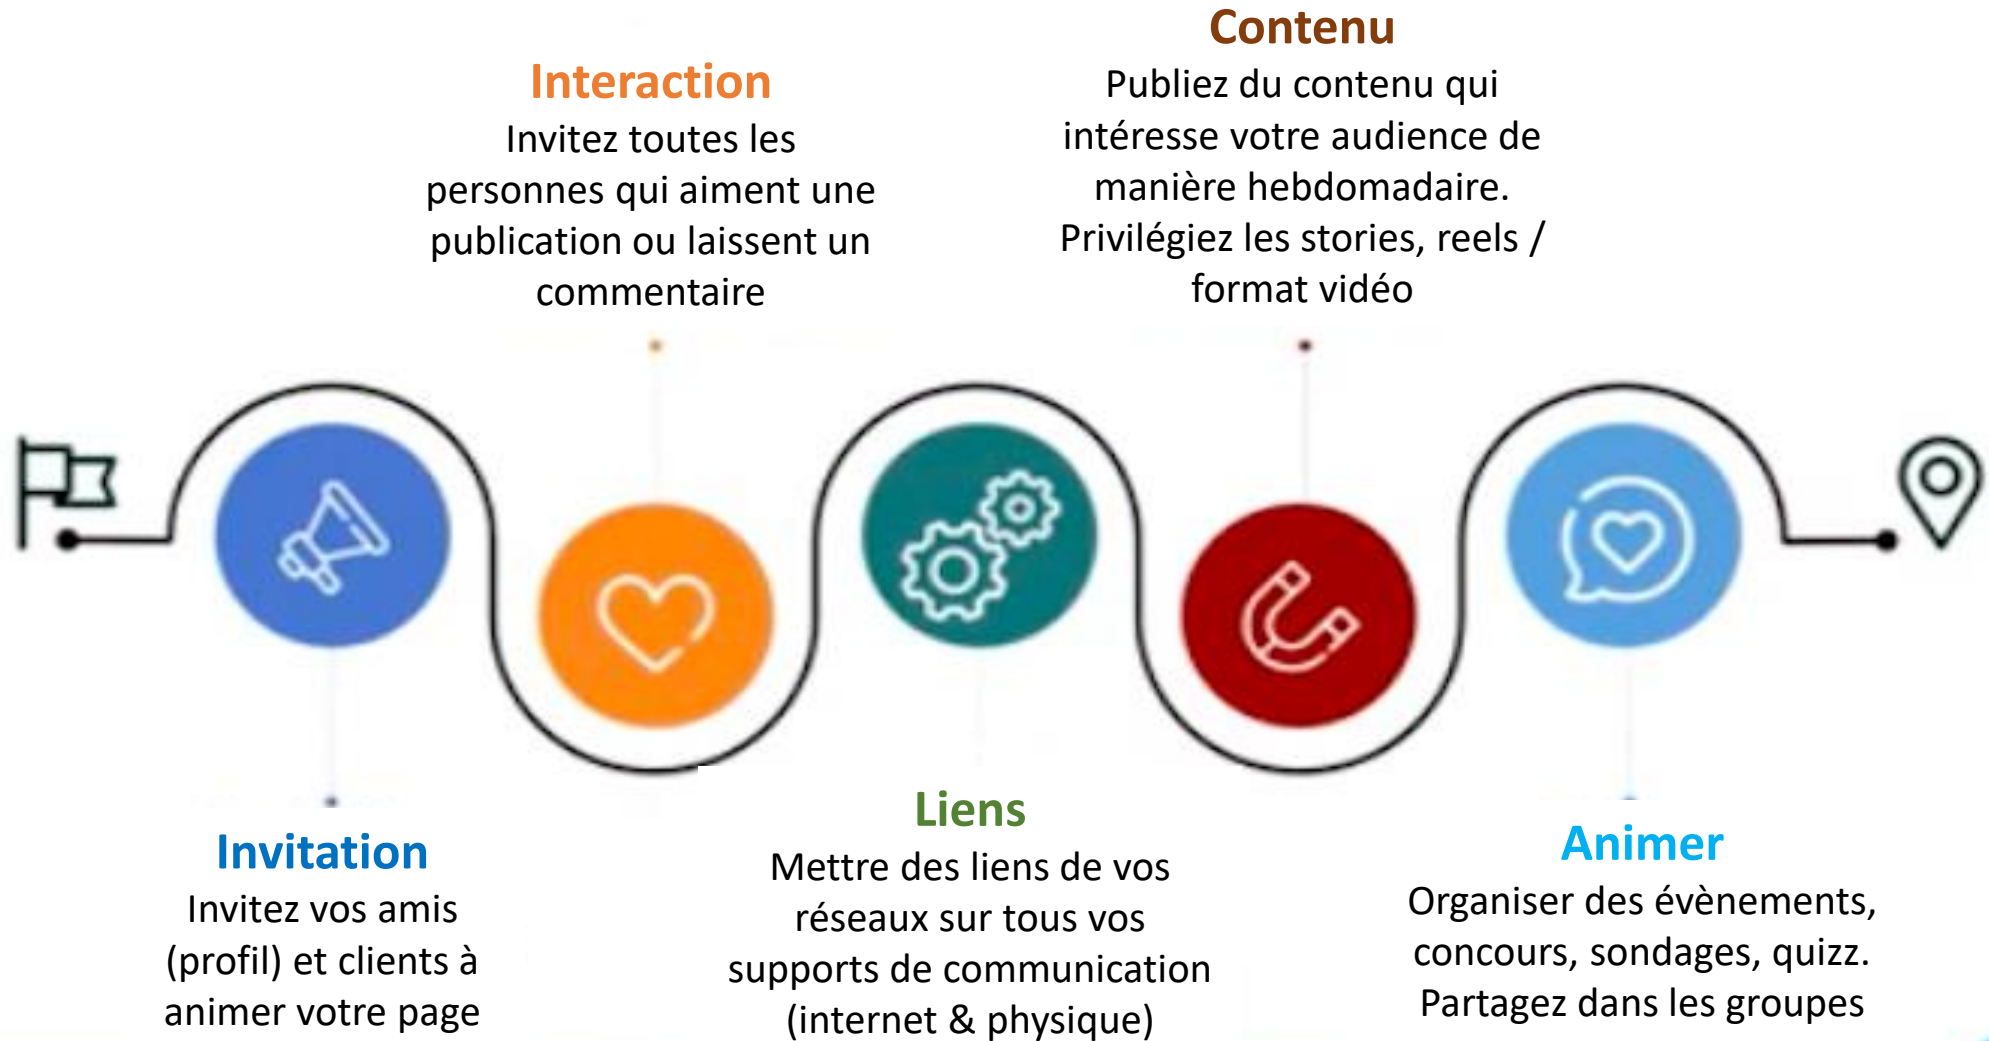 Invitation
Invitez vos amis
(profil) et clients à
animer votre page
Interaction
Invitez toutes les
personnes qui aiment une
publication ou laissent un
commentaire
Liens
Mettre des liens de vos
réseaux sur tous vos
supports de communication
(internet & physique)
Contenu
Publiez du contenu qui
intéresse votre audience de
manière hebdomadaire.
Privilégiez les stories, reels /
format vidéo
Animer
Organiser des évènements,
concours, sondages, quizz.
Partagez dans les groupes